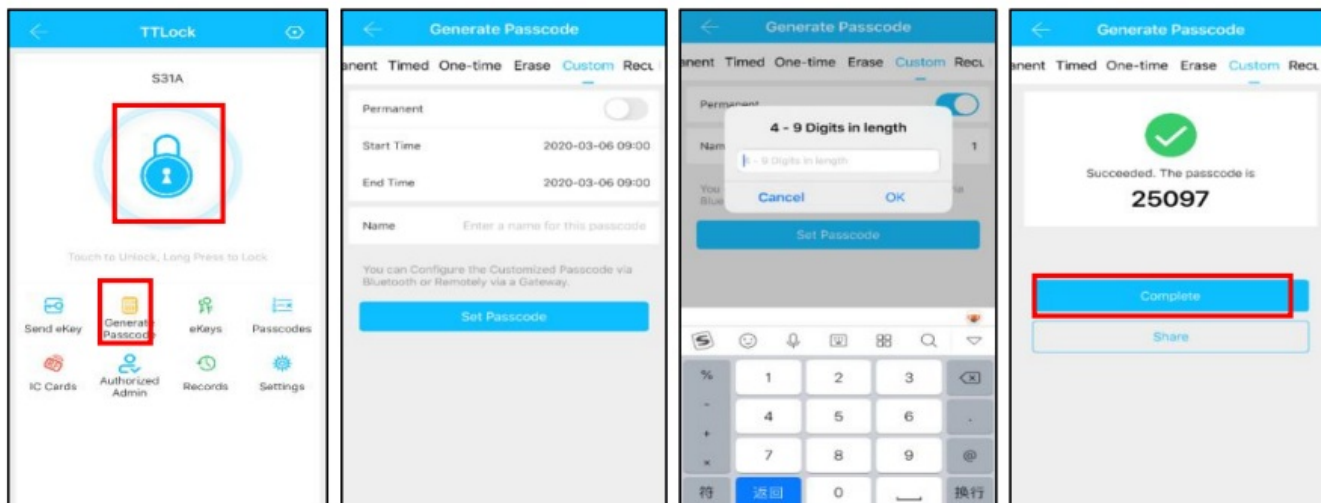 TTLock
S31A
Touch to Unlock, Long Press to Lock
Send eKey
Generate
Passcode
eKeys
Passcodes
IC Cards
Authorized
Admin
Records
Settings
Generate Passcode
anent Timed One-time Erase Custom Recu
Permanent
Start Time 2020-03-06 09:00
End Time 2020-03-06 09:00
Name Enter a name for this passcode
You can Configure the Customized Passcode via
Bluetooth or Remotely via a Gateway.
Set Passcode
Generate Passcode
anent Timed One-time Erase Custom Recu
Permanent
4 - 9 Digits in length
Nam 1
4 - 9 Digits in length
You via
Blue
Cancel OK
Set Passcode
% 1 2 3
- 4 5 6 .
+ 7 8 9 @
×
符 返回 0 换行
Generate Passcode
anent Timed One-time Erase Custom Recu
Succeeded. The passcode is
25097
Complete
Share